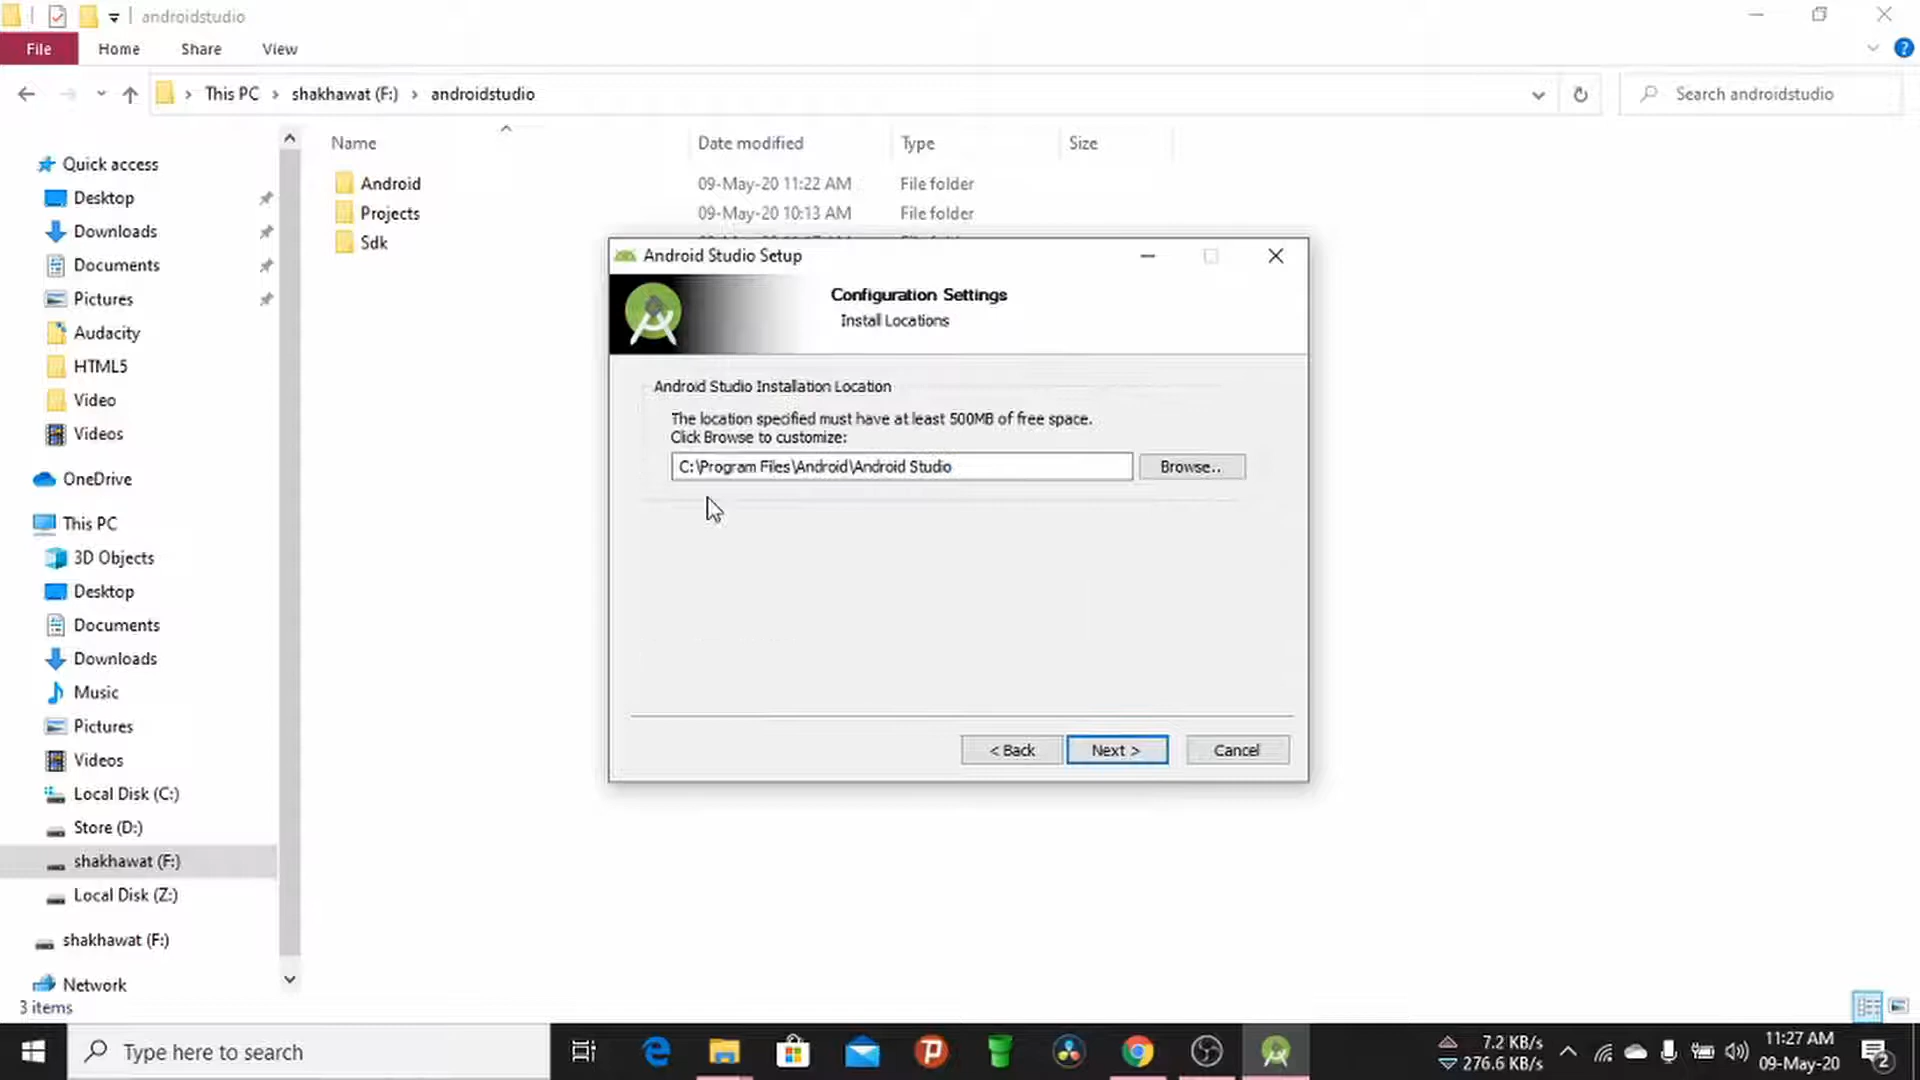 androidstudio
File Home Share View
This PC shakhawat (F:) androidstudio
Search androidstudio
Name Date modified Type Size
Android 09-May-20 11:22 AM File folder
Projects 09-May-20 10:13 AM File folder
Sdk
Quick access
Desktop
Downloads
Documents
Pictures
Audacity
HTML5
Video
Videos
OneDrive
This PC
3D Objects
Desktop
Documents
Downloads
Music
Pictures
Videos
Local Disk (C:)
Store (D:)
shakhawat (F:)
Local Disk (Z:)
shakhawat (F:)
Network
3 items
Android Studio Setup
Configuration Settings
Install Locations
Android Studio Installation Location
The location specified must have at least 500MB of free space.
Click Browse to customize:
C:\Program Files\Android\Android Studio
Browse...
< Back Next > Cancel
Type here to search
7.2 KB/s
276.6 KB/s
11:27 AM
09-May-20
2